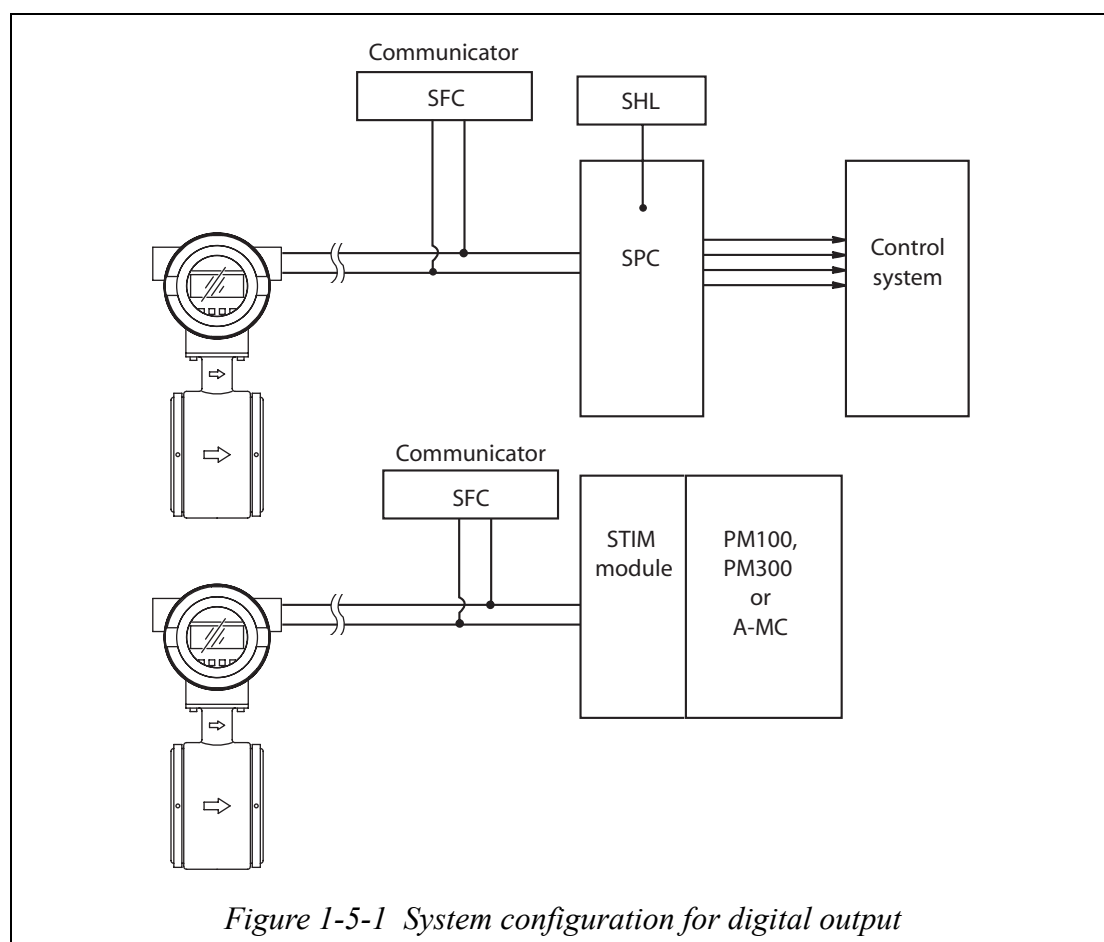 Communicator
SFC
SHL
SPC
Control
system
Communicator
SFC
STIM
module
PM100,
PM300
or
A-MC
Figure 1-5-1 System configuration for digital output